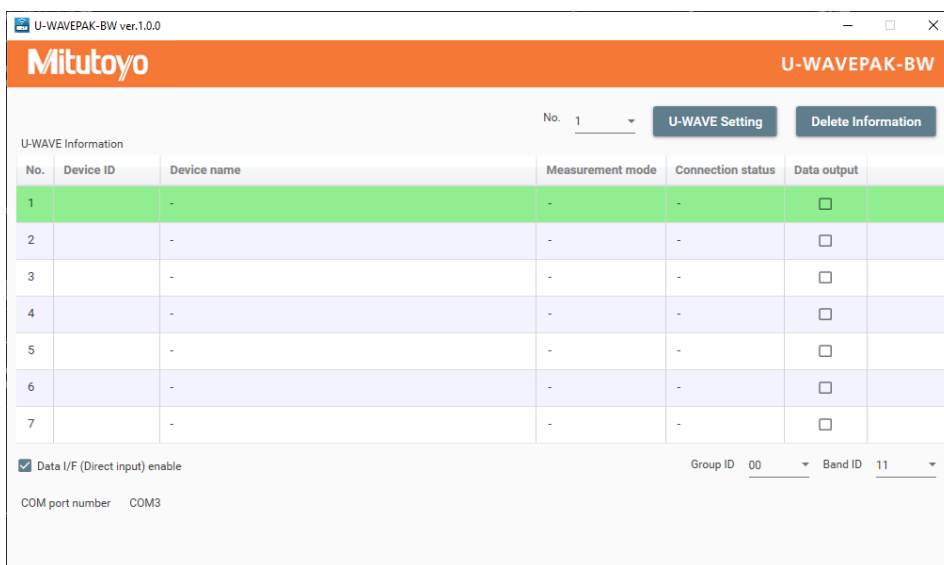 U-WAVEPAK-BW ver.1.0.0
Mitutoyo U-WAVEPAK-BW
No. 1 U-WAVE Setting Delete Information
U-WAVE Information
No. Device ID Device name Measurement mode Connection status Data output
1 - - -
2 - - -
3 - - -
4 - - -
5 - - -
6 - - -
7 - - -
Data I/F (Direct input) enable Group ID 00 Band ID 11
COM port number COM3